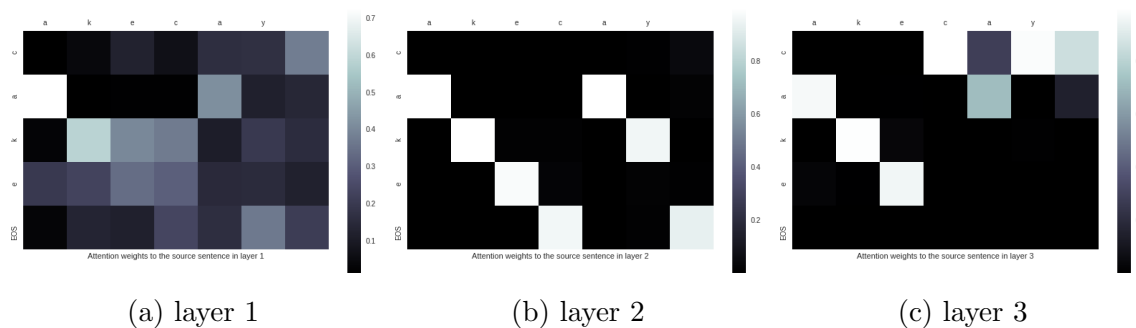 a k e c a y
a k e c a y
a k e c a y
c
a
k
e
EOS
0.7
0.6
0.5
0.4
0.3
0.2
0.1
c
a
k
e
EOS
0.8
0.6
0.4
0.2
c
a
k
e
EOS
Attention weights to the source sentence in layer 1
Attention weights to the source sentence in layer 2
Attention weights to the source sentence in layer 3
(a) layer 1
(b) layer 2
(c) layer 3